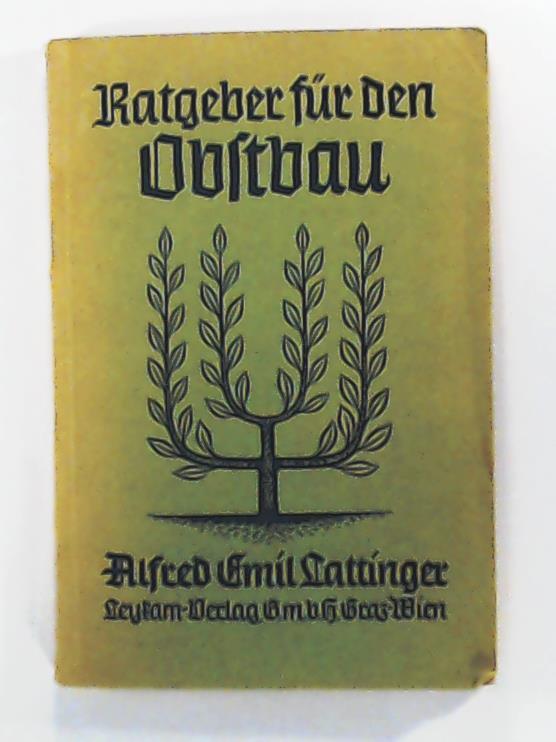 Ratgeber für den
Obstbau
Alfred Emil Lattinger
Leykam-Verlag G m b H Graz-Wien